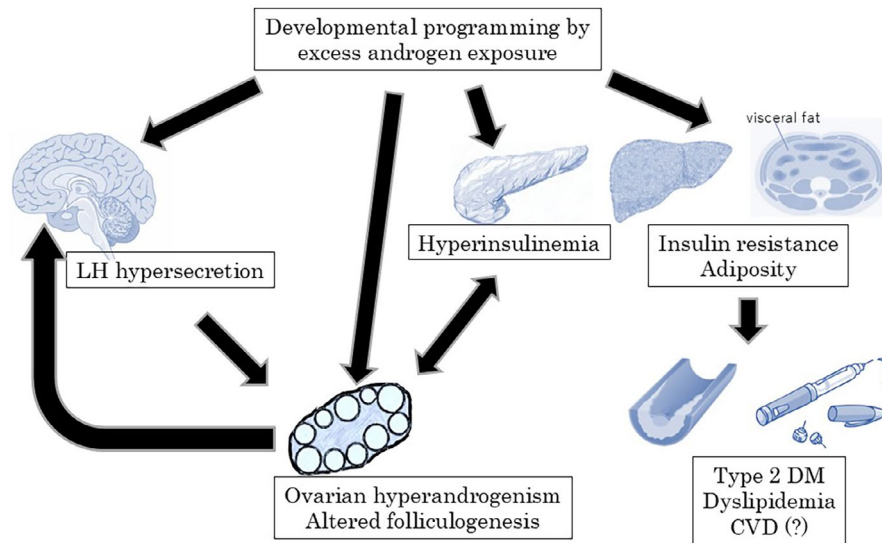 Developmental programming by
excess androgen exposure
visceral fat
Hyperinsulinemia
Insulin resistance
Adiposity
LH hypersecretion
Ovarian hyperandrogenism
Altered folliculogenesis
Type 2 DM
Dyslipidemia
CVD (?)